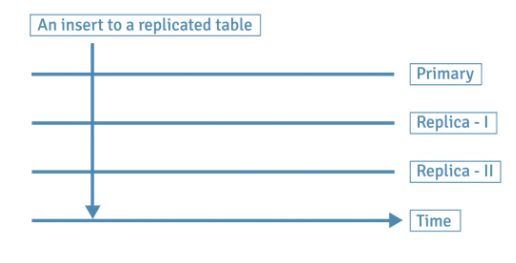 An insert to a replicated table
Primary
Replica - I
Replica - II
Time